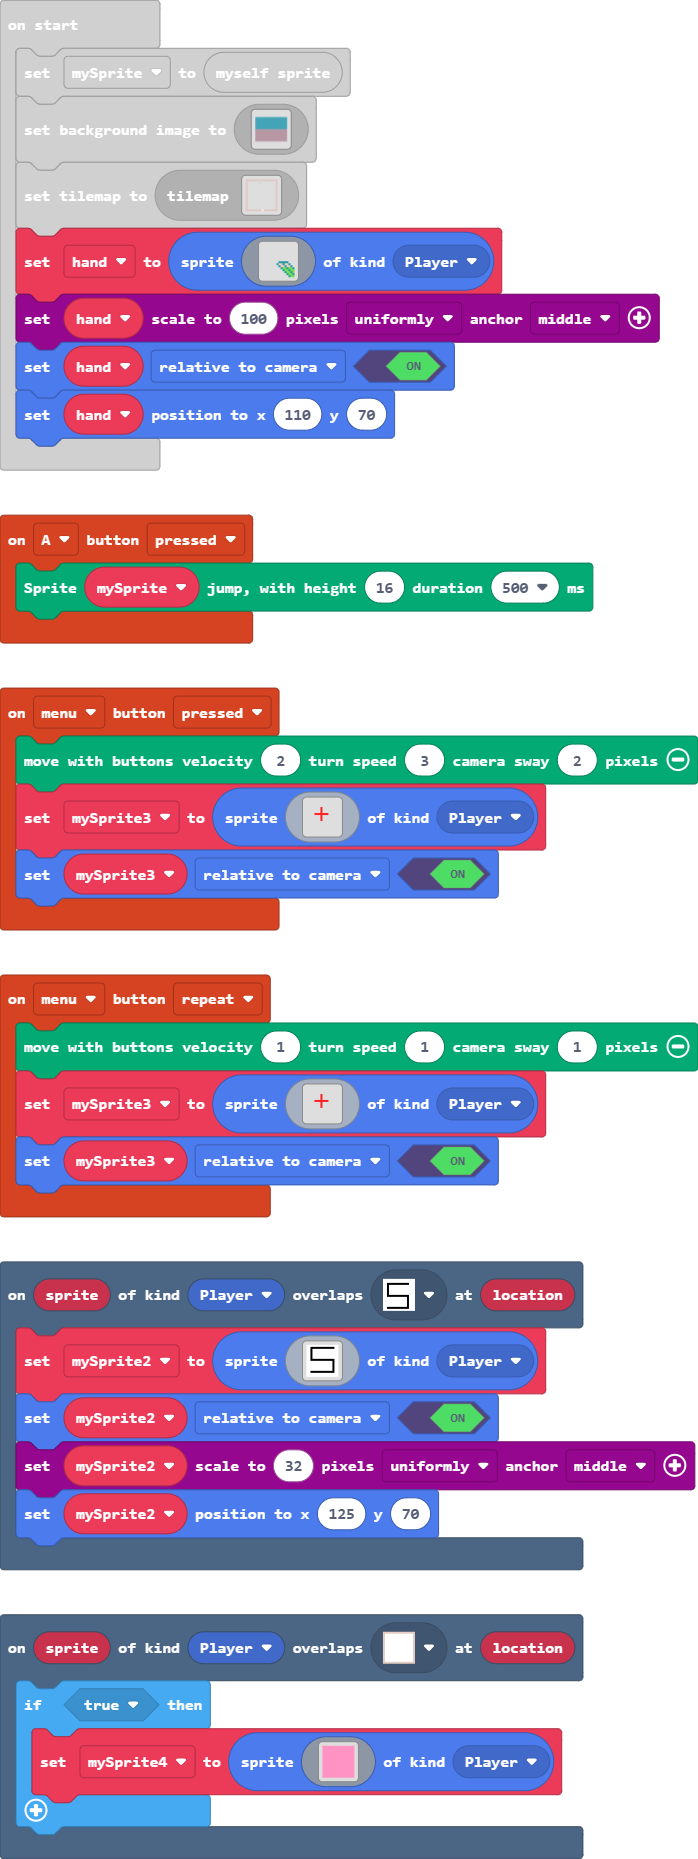 on start
set mySprite to myself sprite
set background image to
set tilemap to tilemap
set hand to sprite of kind Player
set hand scale to 100 pixels uniformly anchor middle
set hand relative to camera ON
set hand position to x 110 y 70
on A button pressed
Sprite mySprite jump, with height 16 duration 500 ms
on menu button pressed
move with buttons velocity 2 turn speed 3 camera sway 2 pixels
set mySprite3 to sprite of kind Player
set mySprite3 relative to camera ON
on menu button repeat
move with buttons velocity 1 turn speed 1 camera sway 1 pixels
set mySprite3 to sprite of kind Player
set mySprite3 relative to camera ON
on sprite of kind Player overlaps at location
set mySprite2 to sprite of kind Player
set mySprite2 relative to camera ON
set mySprite2 scale to 32 pixels uniformly anchor middle
set mySprite2 position to x 125 y 70
on sprite of kind Player overlaps at location
if true then
set mySprite4 to sprite of kind Player